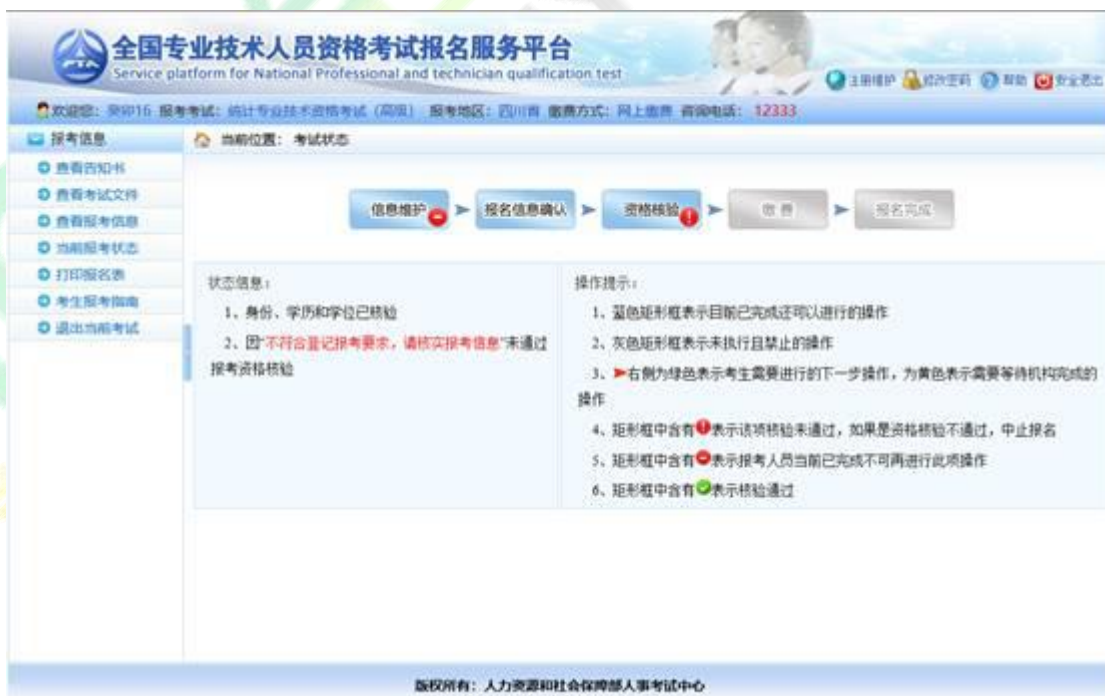 全国专业技术人员资格考试报名服务平台
Service platform for National Professional and technician qualification test
注册维护 修改密码 帮助 安全退出
欢迎您：癸卯16 报考考试：统计专业技术资格考试（高级） 报考地区：四川省 缴费方式：网上缴费 咨询电话：12333
报考信息
当前位置：考试状态
查看告知书
查看考试文件
查看报考信息
当前报考状态
打印报名表
考生报考指南
退出当前考试
信息维护 报名信息确认 资格核验 缴费 报名完成
状态信息：
1、身份、学历和学位已核验
2、因"不符合登记报考要求，请核实报考信息"未通过
报考资格核验
操作提示：
1、蓝色矩形框表示目前已完成还可以进行的操作
2、灰色矩形框表示未执行且禁止的操作
3、右侧为绿色表示考生需要进行的下一步操作，为黄色表示需要等待机构完成的
操作
4、矩形框中含有表示该项核验未通过，如果是资格核验不通过，中止报名
5、矩形框中含有表示报考人员当前已完成不可再进行此项操作
6、矩形框中含有表示核验通过
版权所有：人力资源和社会保障部人事考试中心